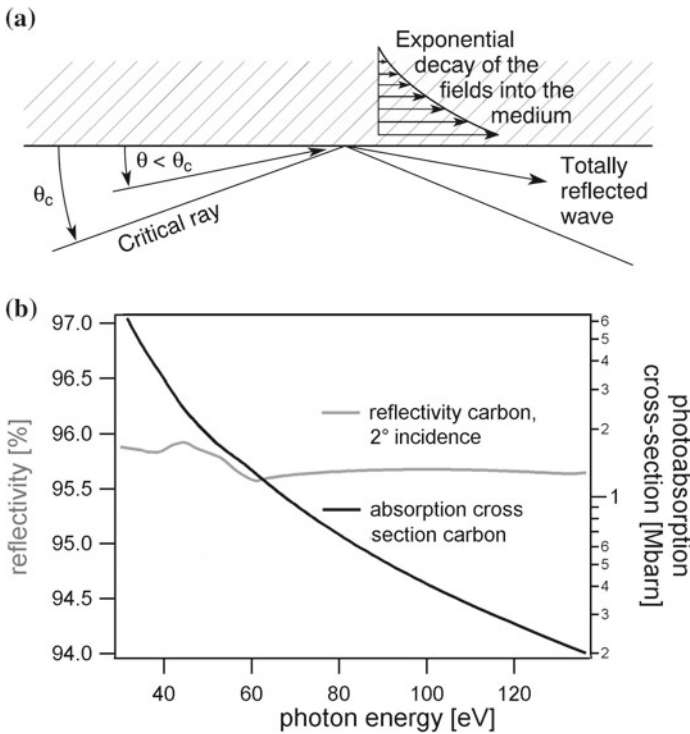 (a)
Exponential
decay of the
fields into the
medium
θ < θc
θc
Critical ray
Totally
reflected
wave
(b)
97.0
96.5
96.0
95.5
95.0
94.5
94.0
reflectivity [%]
reflectivity carbon,
2° incidence
absorption cross
section carbon
6
5
4
3
2
1
6
5
4
3
2
photoabsorption
cross-section [Mbarn]
40 60 80 100 120
photon energy [eV]